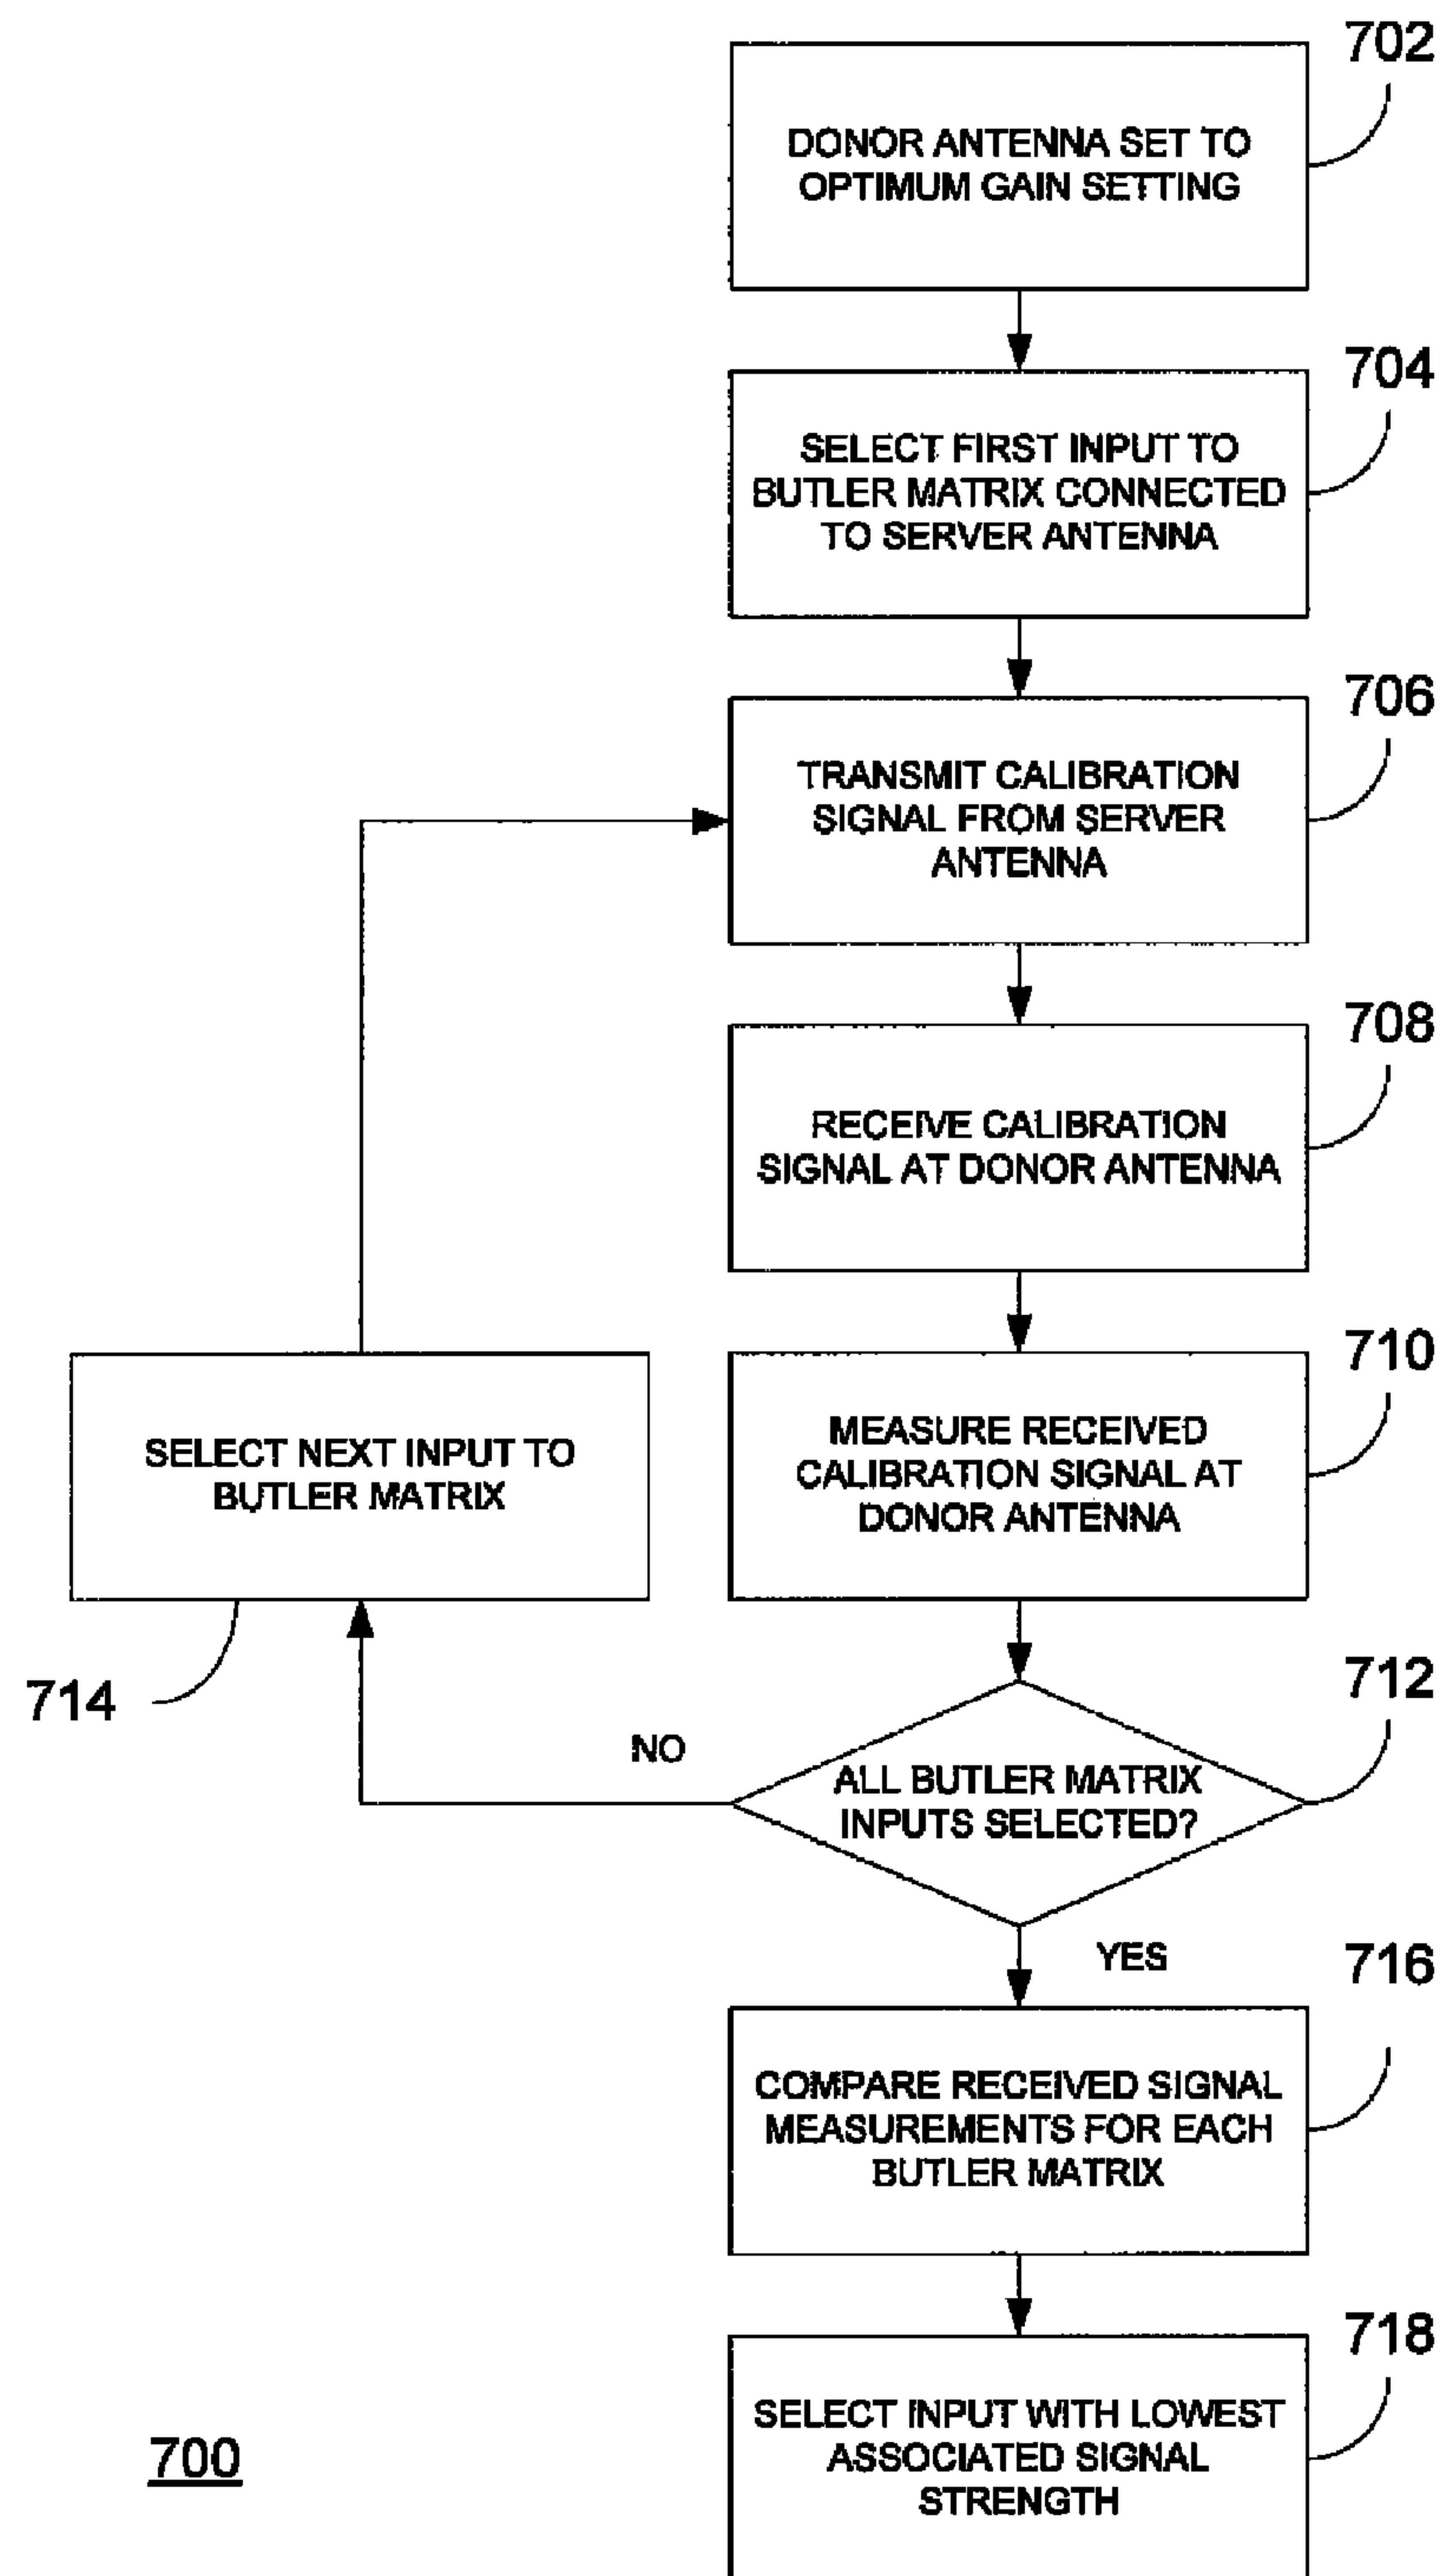 702
DONOR ANTENNA SET TO
OPTIMUM GAIN SETTING
704
SELECT FIRST INPUT TO
BUTLER MATRIX CONNECTED
TO SERVER ANTENNA
706
TRANSMIT CALIBRATION
SIGNAL FROM SERVER
ANTENNA
708
RECEIVE CALIBRATION
SIGNAL AT DONOR ANTENNA
710
MEASURE RECEIVED
CALIBRATION SIGNAL AT
DONOR ANTENNA
SELECT NEXT INPUT TO
BUTLER MATRIX
714
712
NO
ALL BUTLER MATRIX
INPUTS SELECTED?
YES
716
COMPARE RECEIVED SIGNAL
MEASUREMENTS FOR EACH
BUTLER MATRIX
718
SELECT INPUT WITH LOWEST
ASSOCIATED SIGNAL
STRENGTH
700